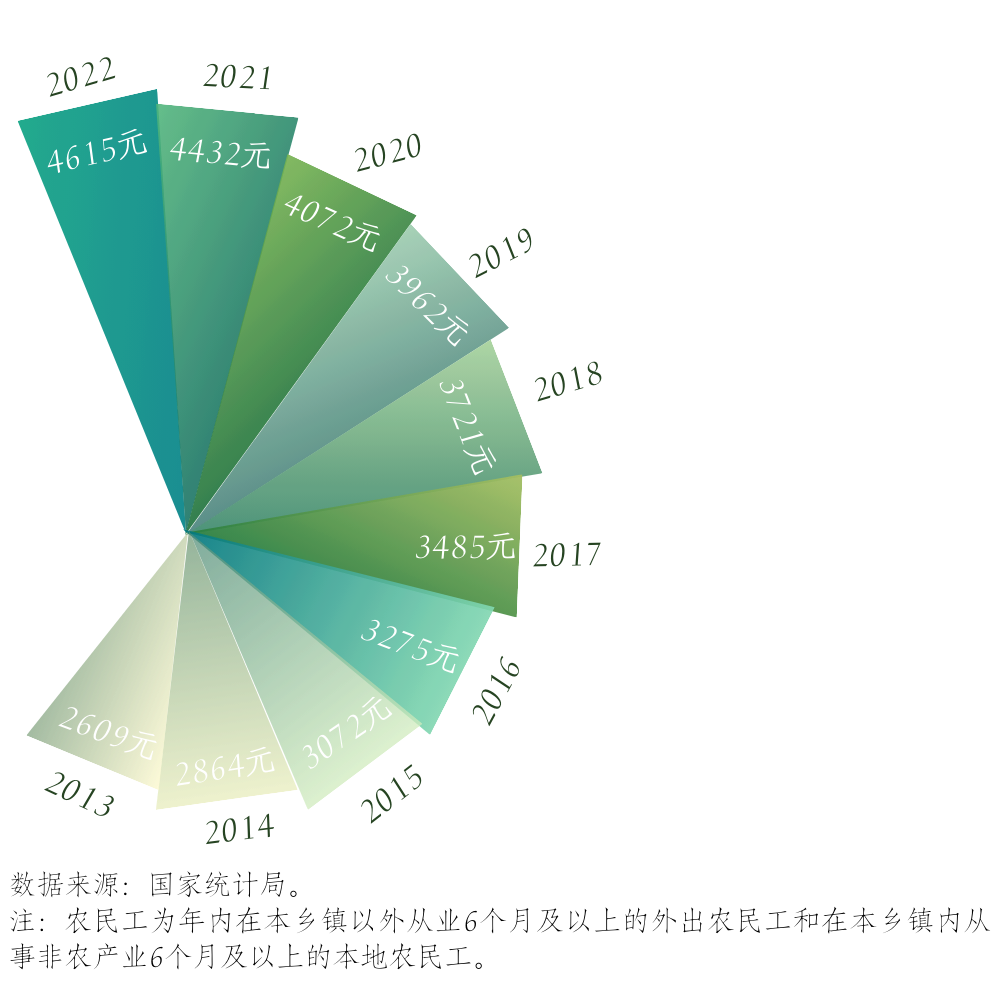 2022
4615元
2021
4432元
2020
4072元
2019
3962元
2018
3721元
2017
3485元
2016
3275元
2015
3072元
2014
2864元
2013
2609元
数据来源：国家统计局。
注：农民工为年内在本乡镇以外从业6个月及以上的外出农民工和在本乡镇内从
事非农产业6个月及以上的本地农民工。